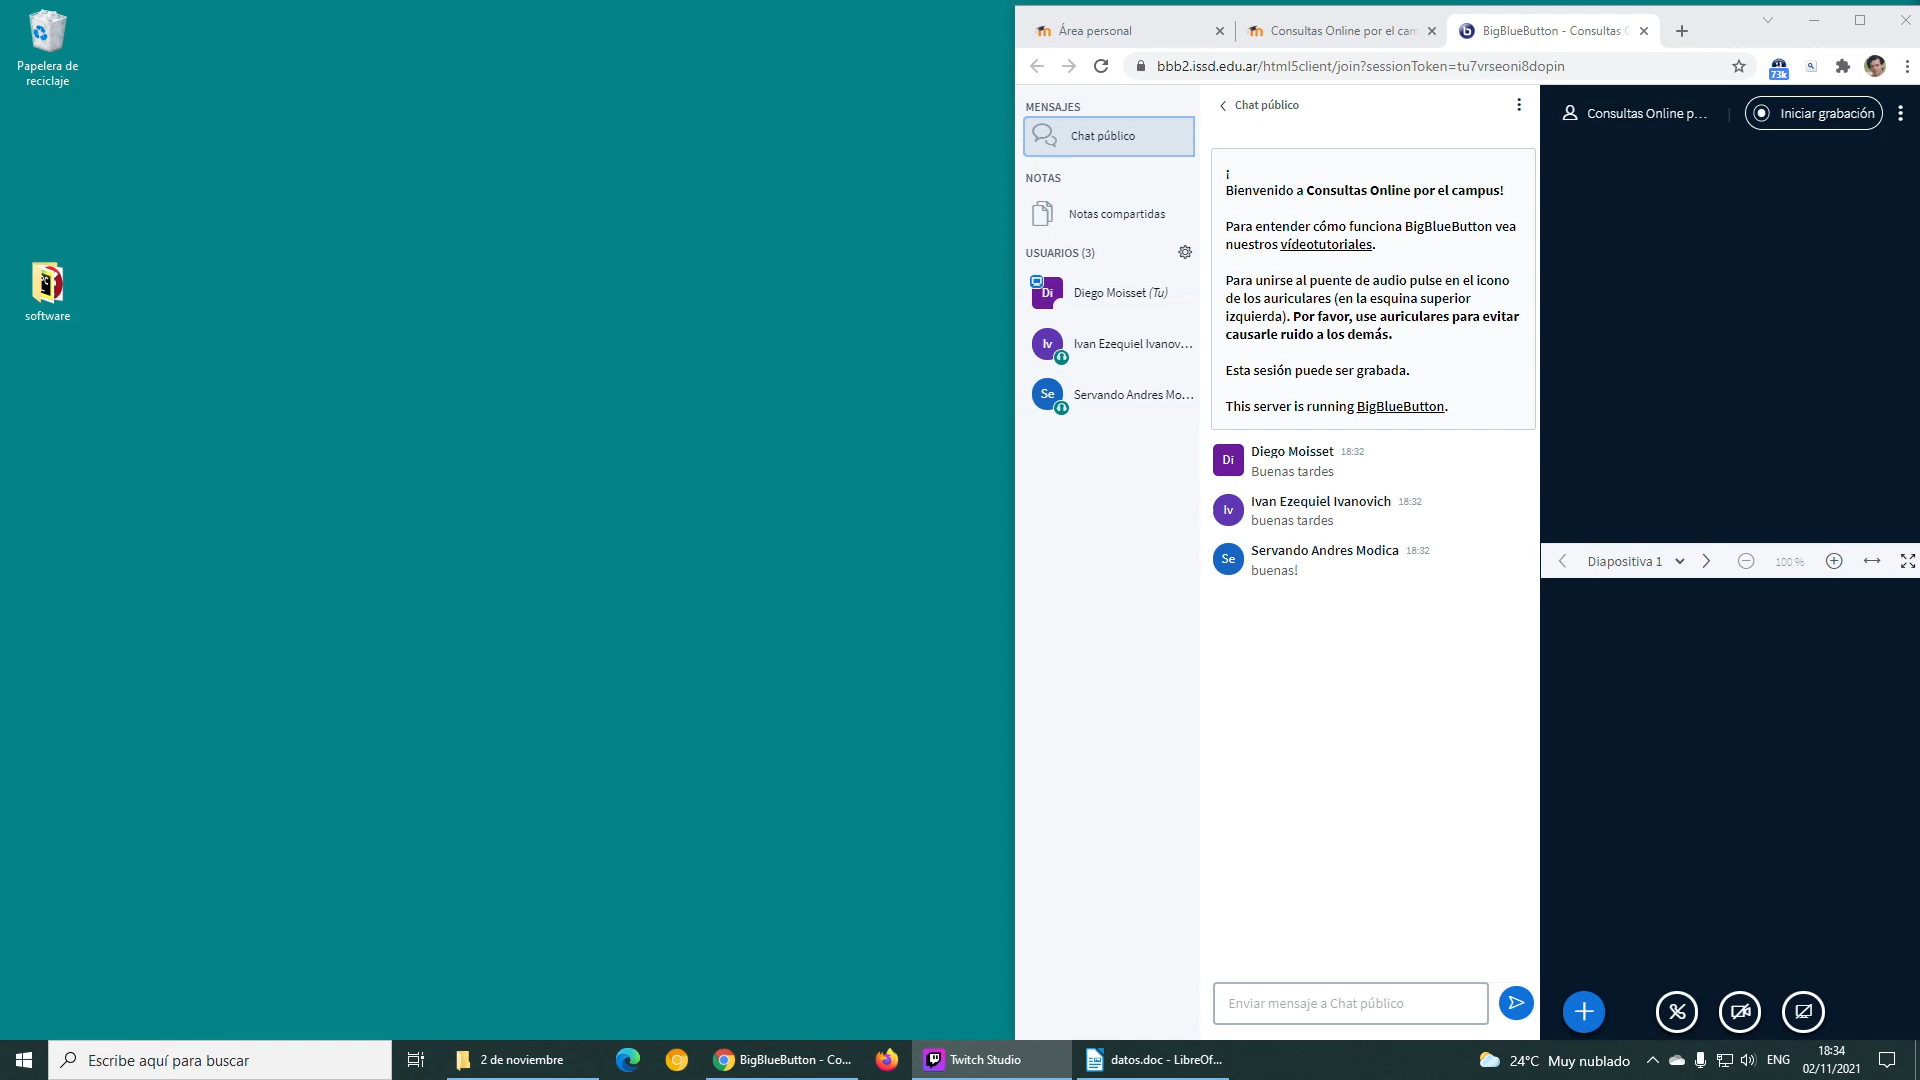 Papelera de
reciclaje
software
Área personal
Consultas Online por el cam
BigBlueButton - Consultas
bbb2.issd.edu.ar/html5client/join?sessionToken=tu7vrseoni8dopin
73k
MENSAJES
Chat público
NOTAS
Notas compartidas
USUARIOS (3)
Di
Diego Moisset (Tu)
Iv
Ivan Ezequiel Ivanov...
Se
Servando Andres Mo...
Chat público
¡
Bienvenido a Consultas Online por el campus!
Para entender cómo funciona BigBlueButton vea
nuestros vídeotutoriales.
Para unirse al puente de audio pulse en el icono
de los auriculares (en la esquina superior
izquierda). Por favor, use auriculares para evitar
causarle ruido a los demás.
Esta sesión puede ser grabada.
This server is running BigBlueButton.
Di
Diego Moisset 18:32
Buenas tardes
Iv
Ivan Ezequiel Ivanovich 18:32
buenas tardes
Se
Servando Andres Modica 18:32
buenas!
Enviar mensaje a Chat público
Consultas Online p...
Iniciar grabación
Diapositiva 1
100 %
Escribe aquí para buscar
2 de noviembre
BigBlueButton - Co...
Twitch Studio
datos.doc - LibreOf...
24°C Muy nublado
ENG
18:34
02/11/2021